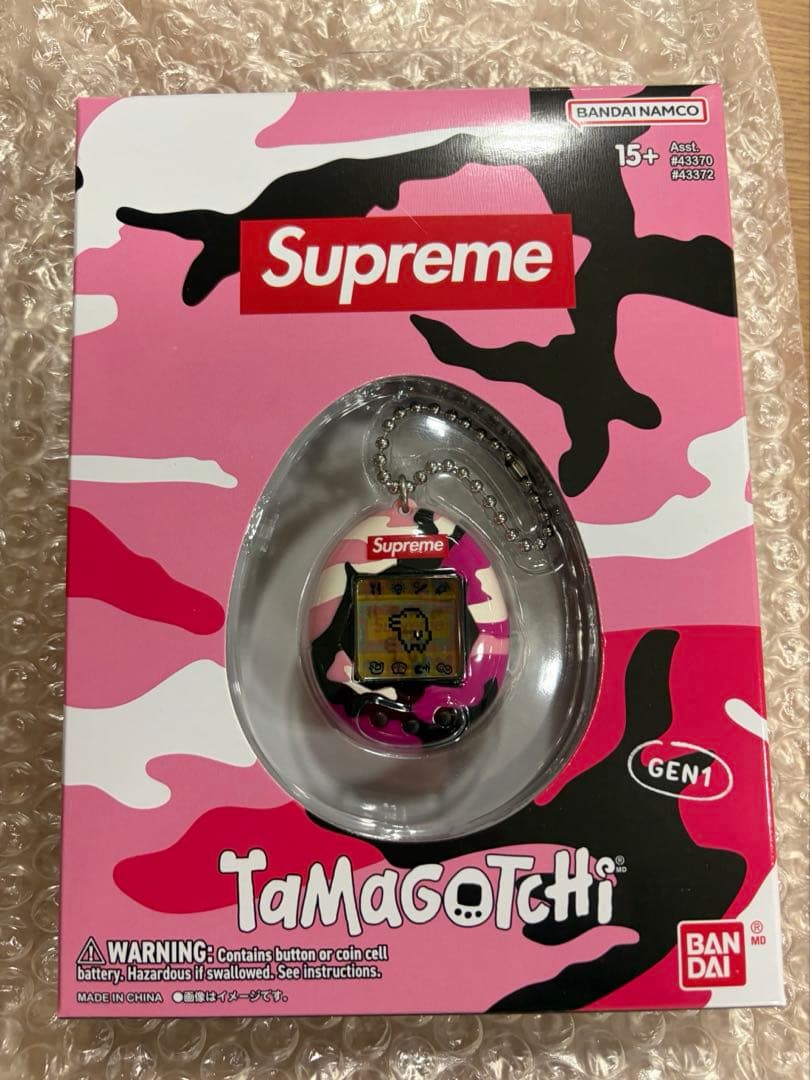 BANDAI NAMCO
15+
Asst.
#43370
#43372
Supreme
Supreme
GEN1
TaMaGOTCHi ® MD
⚠ WARNING: Contains button or coin cell
battery. Hazardous if swallowed. See instructions.
MADE IN CHINA ●画像はイメージです。
BAN
DAI
® MD